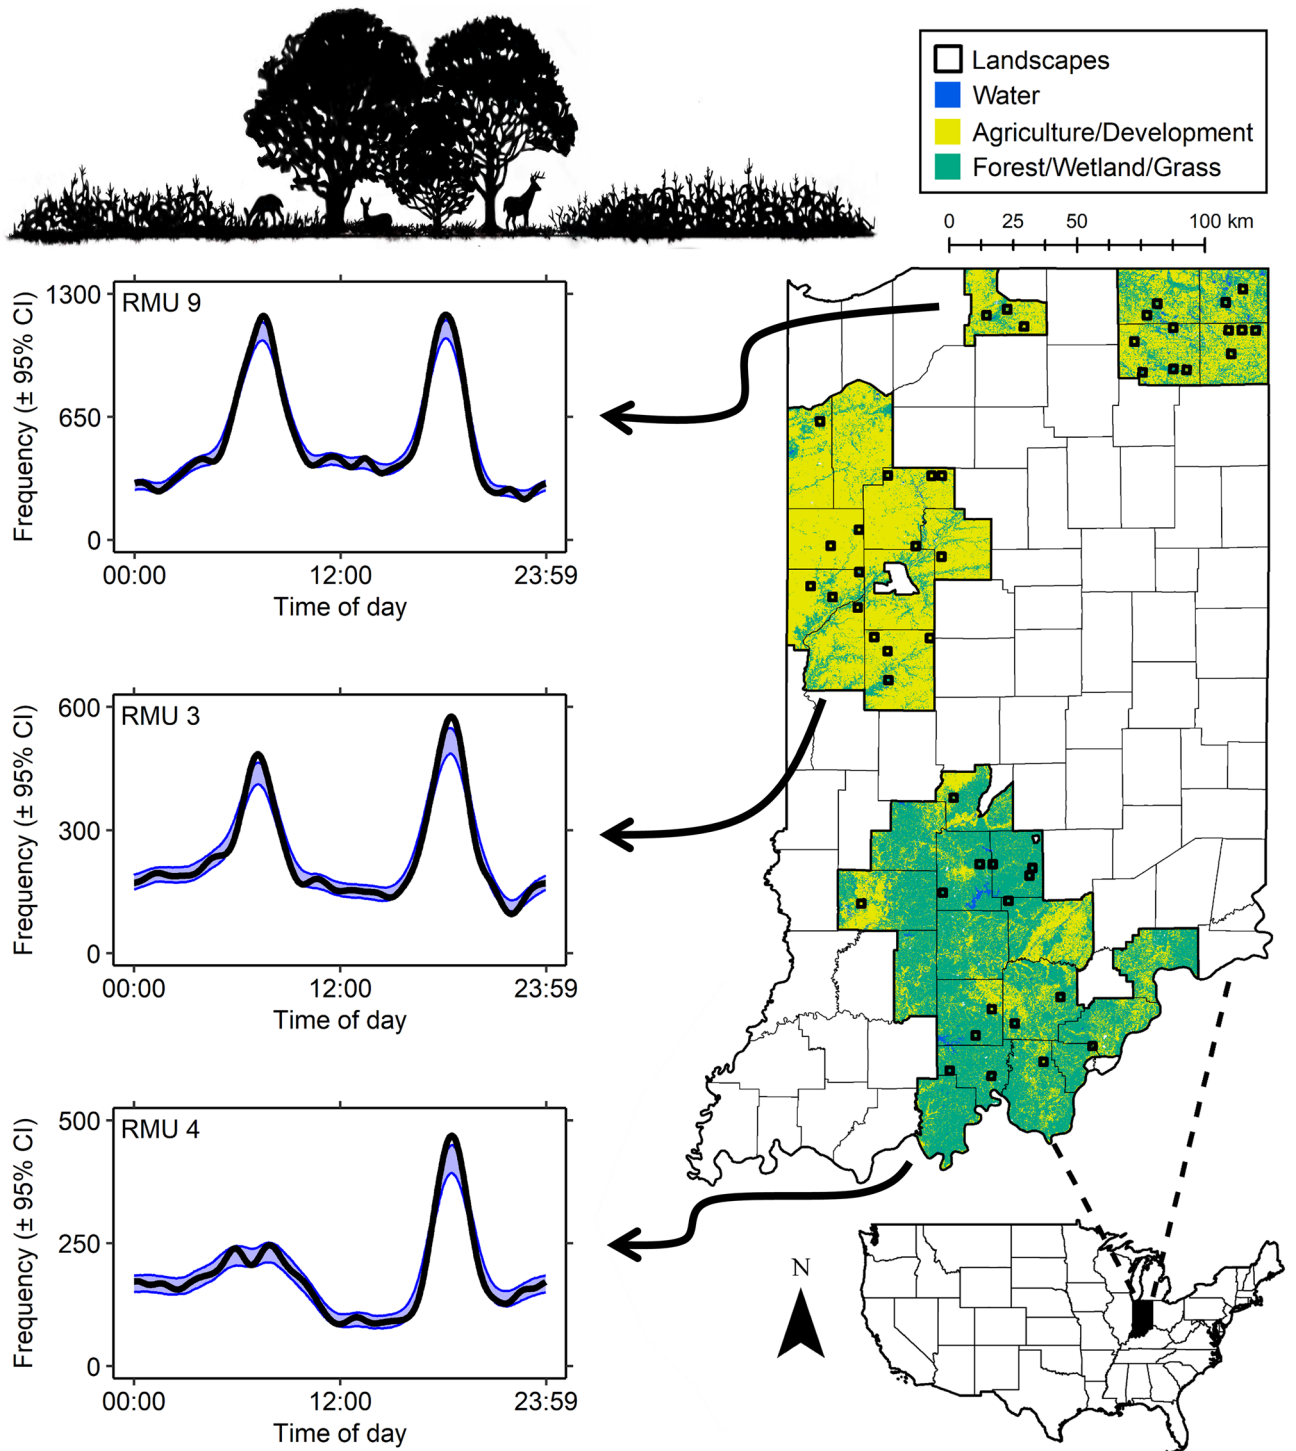 Landscapes
Water
Agriculture/Development
Forest/Wetland/Grass
0 25 50 100 km
RMU 9
Frequency (± 95% CI)
1300
650
0
00:00 12:00 23:59
Time of day
RMU 3
Frequency (± 95% CI)
600
300
0
00:00 12:00 23:59
Time of day
RMU 4
Frequency (± 95% CI)
500
250
0
00:00 12:00 23:59
Time of day
N